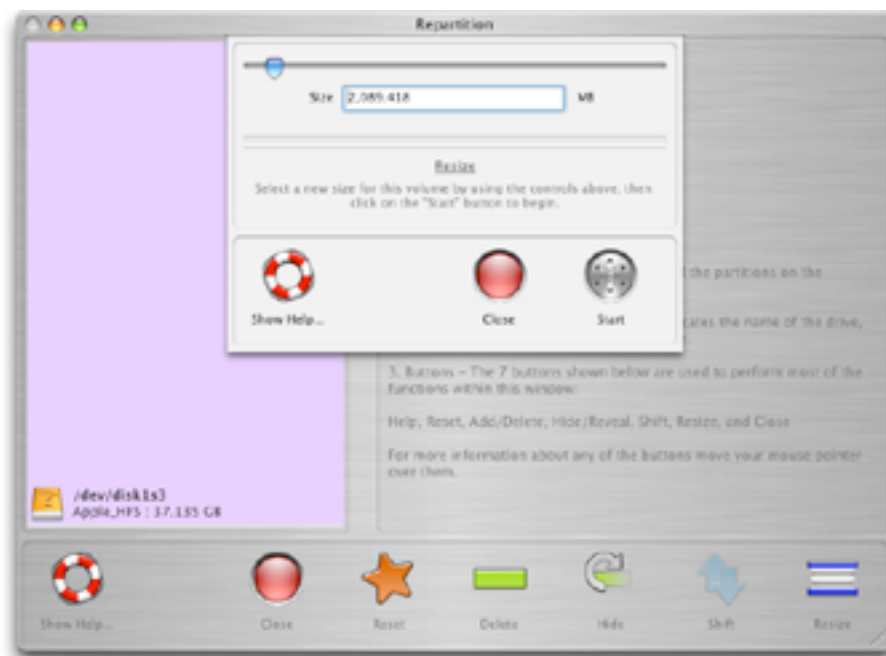 Repartition
Size 2,089.418 MB
Resize
Select a new size for this volume by using the controls above, then
click on the "Start" button to begin.
Show Help... Close Start
the partitions on the
cates the name of the drive,
3. Buttons – The 7 buttons shown below are used to perform most of the
functions within this window:
Help, Reset, Add/Delete, Hide/Reveal, Shift, Resize, and Close
For more information about any of the buttons move your mouse pointer
over them.
/dev/disk1s3
Apple_HFS : 37.135 GB
Show Help... Close Reset Delete Hide Shift Resize